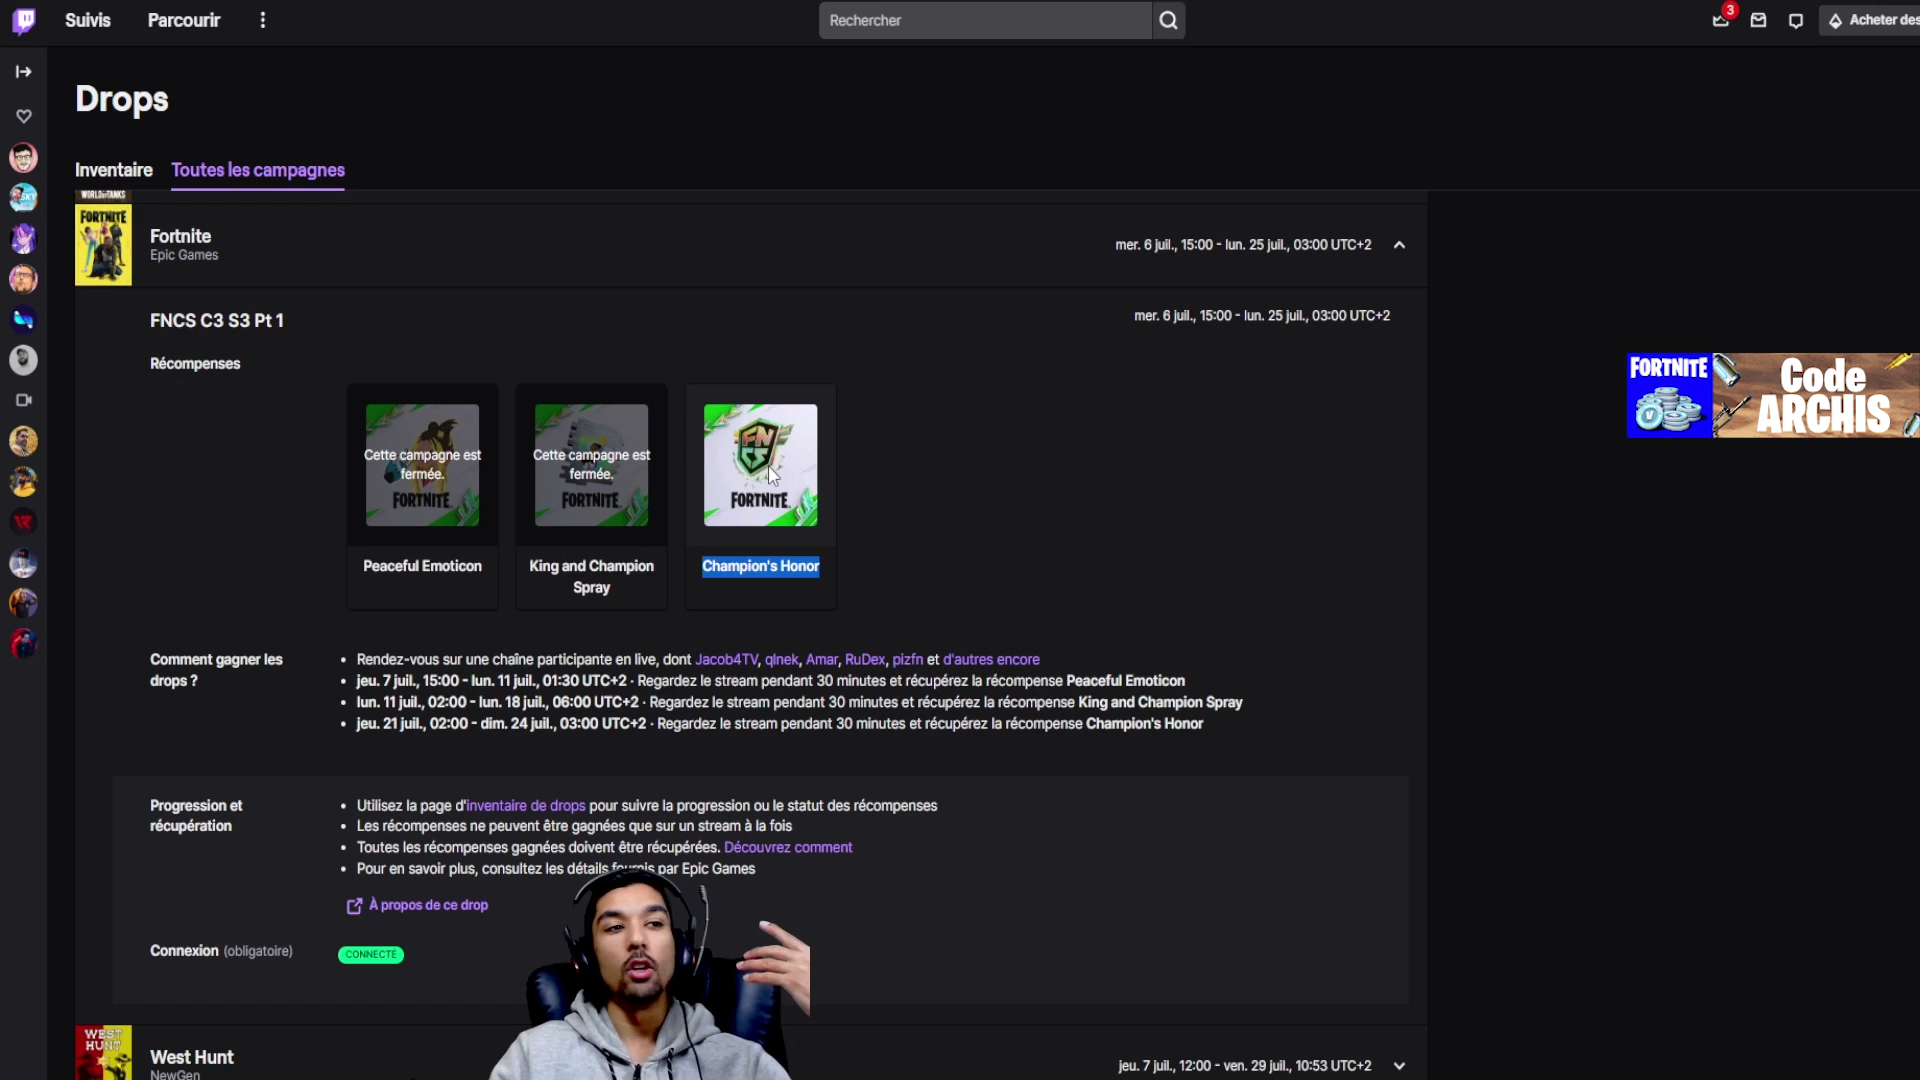 Suivis
Parcourir
Rechercher
3
Acheter des
Drops
Inventaire
Toutes les campagnes
WORLD OF TANKS
FORTNITE
Fortnite
Epic Games
mer. 6 juil., 15:00 - lun. 25 juil., 03:00 UTC+2
FNCS C3 S3 Pt 1
mer. 6 juil., 15:00 - lun. 25 juil., 03:00 UTC+2
Récompenses
Cette campagne est
fermée.
FORTNITE
Peaceful Emoticon
Cette campagne est
fermée.
FORTNITE
King and Champion
Spray
FN
CS
FORTNITE
Champion's Honor
FORTNITE
Code
ARCHIS
Comment gagner les
drops ?
• Rendez-vous sur une chaîne participante en live, dont Jacob4TV, qlnek, Amar, RuDex, pizfn et d'autres encore
• jeu. 7 juil., 15:00 - lun. 11 juil., 01:30 UTC+2 · Regardez le stream pendant 30 minutes et récupérez la récompense Peaceful Emoticon
• lun. 11 juil., 02:00 - lun. 18 juil., 06:00 UTC+2 · Regardez le stream pendant 30 minutes et récupérez la récompense King and Champion Spray
• jeu. 21 juil., 02:00 - dim. 24 juil., 03:00 UTC+2 · Regardez le stream pendant 30 minutes et récupérez la récompense Champion's Honor
Progression et
récupération
• Utilisez la page d'inventaire de drops pour suivre la progression ou le statut des récompenses
• Les récompenses ne peuvent être gagnées que sur un stream à la fois
• Toutes les récompenses gagnées doivent être récupérées. Découvrez comment
• Pour en savoir plus, consultez les détails fournis par Epic Games
À propos de ce drop
Connexion (obligatoire)
CONNECTÉ
WEST
HUNT
West Hunt
NewGen
jeu. 7 juil., 12:00 - ven. 29 juil., 10:53 UTC+2